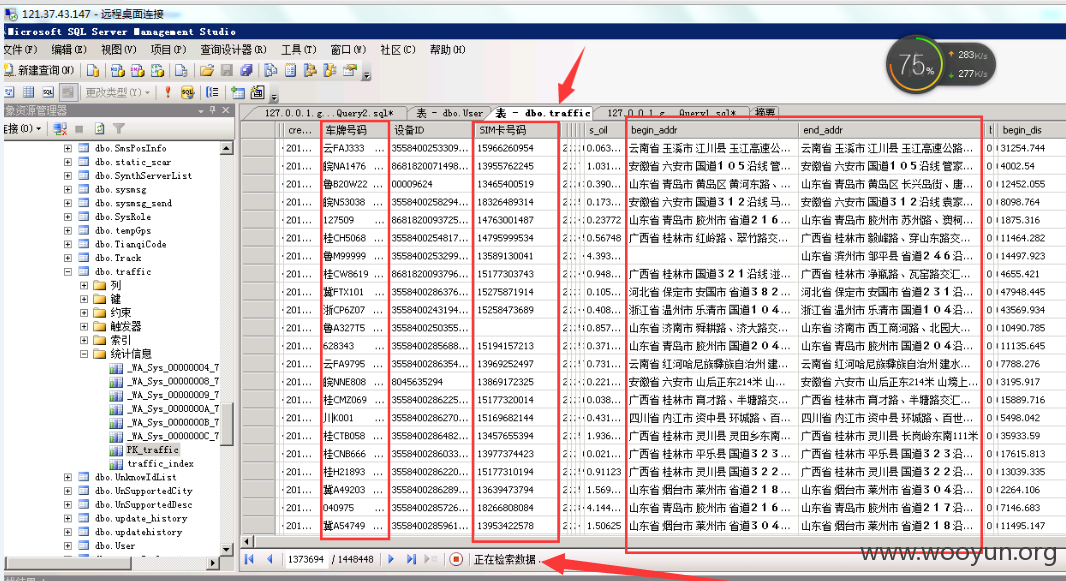 121.37.43.147 - 远程桌面连接
Microsoft SQL Server Management Studio
文件(F) 编辑(E) 视图(V) 项目(P) 查询设计器(R) 工具(T) 窗口(W) 社区(C) 帮助(H)
新建查询(N)
75% 283K/s
277K/s
更改类型(Y)
象资源管理器
127.0.0.1.g...Query2.sql* 表 - dbo.User 表 - dbo.traffic 127.0.0.1.g...Query1.sql* 摘要
连接(O)
cre... 车牌号码 设备ID SIM卡号码 s_oil begin_addr end_addr t begin_dis
dbo.SmsPosInfo
dbo.static_scar
dbo.SynthServerList
dbo.sysmsg
dbo.sysmsg_send
dbo.SysRole
dbo.tempGps
dbo.TianqiCode
dbo.Track
dbo.traffic
列
键
约束
触发器
索引
统计信息
_WA_Sys_00000004_7
_WA_Sys_00000008_7
_WA_Sys_00000009_7
_WA_Sys_0000000A_7
_WA_Sys_0000000B_7
_WA_Sys_0000000C_7
PK_traffic
traffic_index
dbo.UnknowIdList
dbo.UnSupportedCity
dbo.UnSupportedDesc
dbo.update_history
dbo.updatehistory
dbo.User
201... 云FAJ333 ... 3558400253309... 15966260954 0.063... 云南省 玉溪市 江川县 玉江高速公路... 云南省 玉溪市 江川县 玉江高速公路... 0 31254.744
201... 皖NA1476 ... 8681820071498... 13955762245 1.031... 安徽省 六安市 国道105沿线 管... 安徽省 六安市 国道105沿线 管家... 0 4002.54
201... 鲁B20W22 ... 00009624 13465400519 0.390... 山东省 青岛市 黄岛区 黄河东路、... 山东省 青岛市 黄岛区 长兴岛街、唐... 0 12452.055
201... 皖N53038 ... 3558400258294... 18326489314 0.173... 安徽省 六安市 国道312沿线 马... 安徽省 六安市 国道312沿线 袁家... 0 8098.764
201... 127509 ... 8681820093725... 14763001487 0.23772 山东省 青岛市 胶州市 省道216... 山东省 青岛市 胶州市 苏州路、澳柯... 0 1875.316
201... 桂CH5068 ... 3558400254817... 14795999534 0.56748 广西省 桂林市 红岭路、翠竹路交... 广西省 桂林市 毅峰路、穿山东路交... 0 11464.282
201... 鲁M99999 ... 3558400253299... 13589130041 4.393... 山东省 滨州市 邹平县 省道246沿... 0 14497.923
201... 桂CW8619 ... 8681820093796... 15177303743 0.948... 广西省 桂林市 国道321沿线 湴... 广西省 桂林市 净瓶路、瓦窑路交汇... 0 4655.421
201... 冀FTX101 ... 3558400286376... 15275871914 0.105... 河北省 保定市 安国市 省道382... 河北省 保定市 安国市 省道231沿... 0 47948.445
201... 浙CP6Z07 ... 3558400243194... 15258473689 0.408... 浙江省 温州市 乐清市 国道104... 浙江省 温州市 乐清市 国道104沿... 0 43569.934
201... 鲁A327T5 ... 3558400250355... 0.857... 山东省 济南市 舜耕路、济大路交... 山东省 济南市 西工商河路、北园大... 0 10490.785
201... 628343 ... 3558400285688... 15194157213 0.371... 山东省 青岛市 胶州市 国道204... 山东省 青岛市 胶州市 国道204沿... 0 11135.645
201... 云FA9795 ... 3558400286354... 13969252497 0.731... 云南省 红河哈尼族彝族自治州 建... 云南省 红河哈尼族彝族自治州 建水... 0 7788.276
201... 皖NNE808 ... 8045635294 13869172325 0.221... 安徽省 六安市 山后正东214米 山... 安徽省 六安市 山后正东214米 山塝上... 0 3195.917
201... 桂CMZ069 ... 3558400286225... 15177320014 0.038... 广西省 桂林市 育才路、半塘路交... 广西省 桂林市 育才路、半塘路交汇... 0 15889.716
201... 川K001 ... 3558400286270... 15169682144 0.431... 四川省 内江市 资中县 环城路、百... 四川省 内江市 资中县 环城路、百世... 0 5498.042
201... 桂CTB058 ... 3558400286482... 13457655394 1.936... 广西省 桂林市 灵川县 灵田乡东南... 广西省 桂林市 灵川县 长岗岭东南111米 0 35933.59
201... 桂CNB666 ... 3558400286033... 13977374423 0.021... 广西省 桂林市 平乐县 国道323... 广西省 桂林市 平乐县 国道323沿... 0 17615.813
201... 桂H21893 ... 3558400286220... 15177310194 0.91123 广西省 桂林市 灵川县 国道322... 广西省 桂林市 灵川县 国道322沿... 0 13039.335
201... 冀A49203 ... 3558400286289... 13639473794 1.569... 山东省 烟台市 莱州市 省道218... 山东省 烟台市 莱州市 省道304沿... 0 2264.106
201... 040975 ... 3558400285726... 18266808084 4.144... 山东省 青岛市 胶州市 省道216... 山东省 青岛市 胶州市 省道217沿... 0 7146.683
201... 冀A54749 ... 3558400285961... 13953422578 1.50625 山东省 烟台市 莱州市 省道304... 山东省 烟台市 莱州市 省道218沿... 0 11495.147
1373694 / 1448448 正在检索数据...
www.wooyun.org